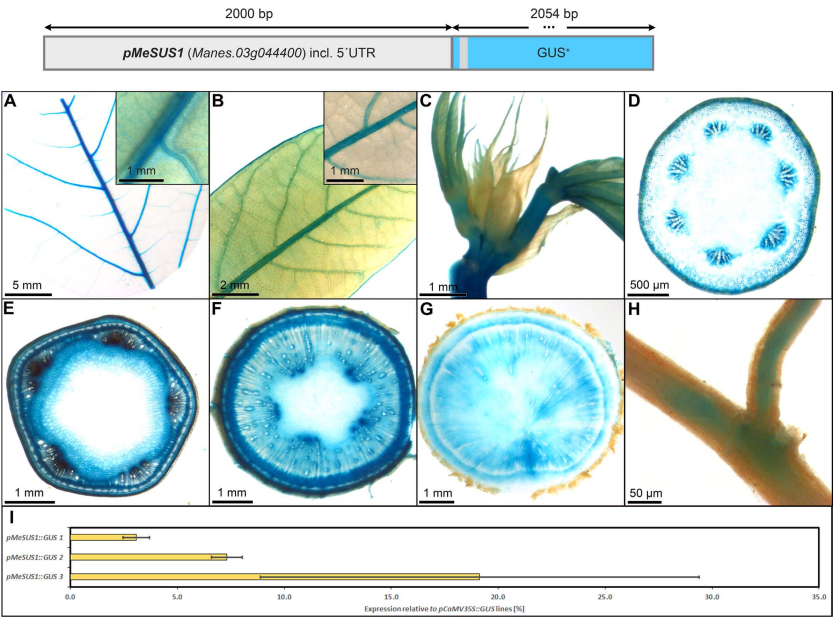 2000 bp
2054 bp
...
pMeSUS1 (Manes.03g044400) incl. 5´UTR
GUS+
A
1 mm
5 mm
B
1 mm
2 mm
C
1 mm
D
500 µm
E
1 mm
F
1 mm
G
1 mm
H
50 µm
I
pMeSUS1::GUS 1
pMeSUS1::GUS 2
pMeSUS1::GUS 3
0.0 5.0 10.0 15.0 20.0 25.0 30.0 35.0
Expression relative to pCaMV35S::GUS lines [%]